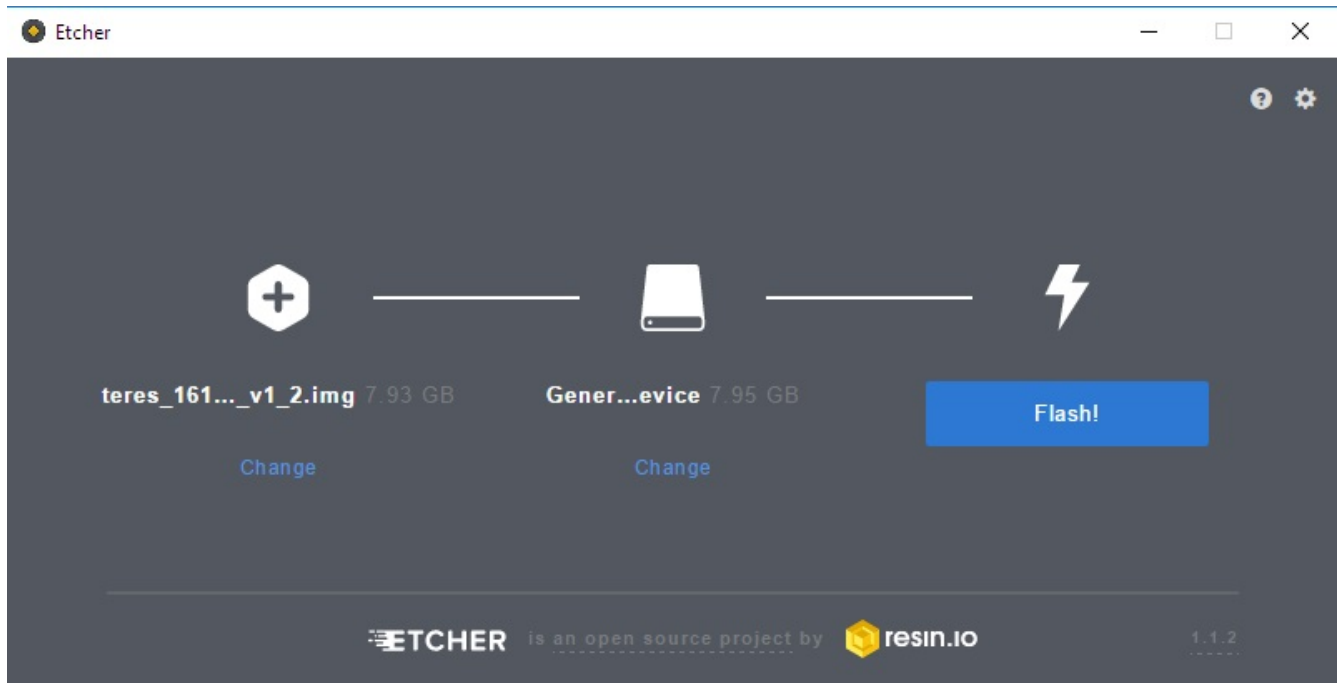 Etcher
teres_161..._v1_2.img 7.93 GB
Gener...evice 7.95 GB
Flash!
Change
Change
ETCHER is an open source project by resin.io
1.1.2